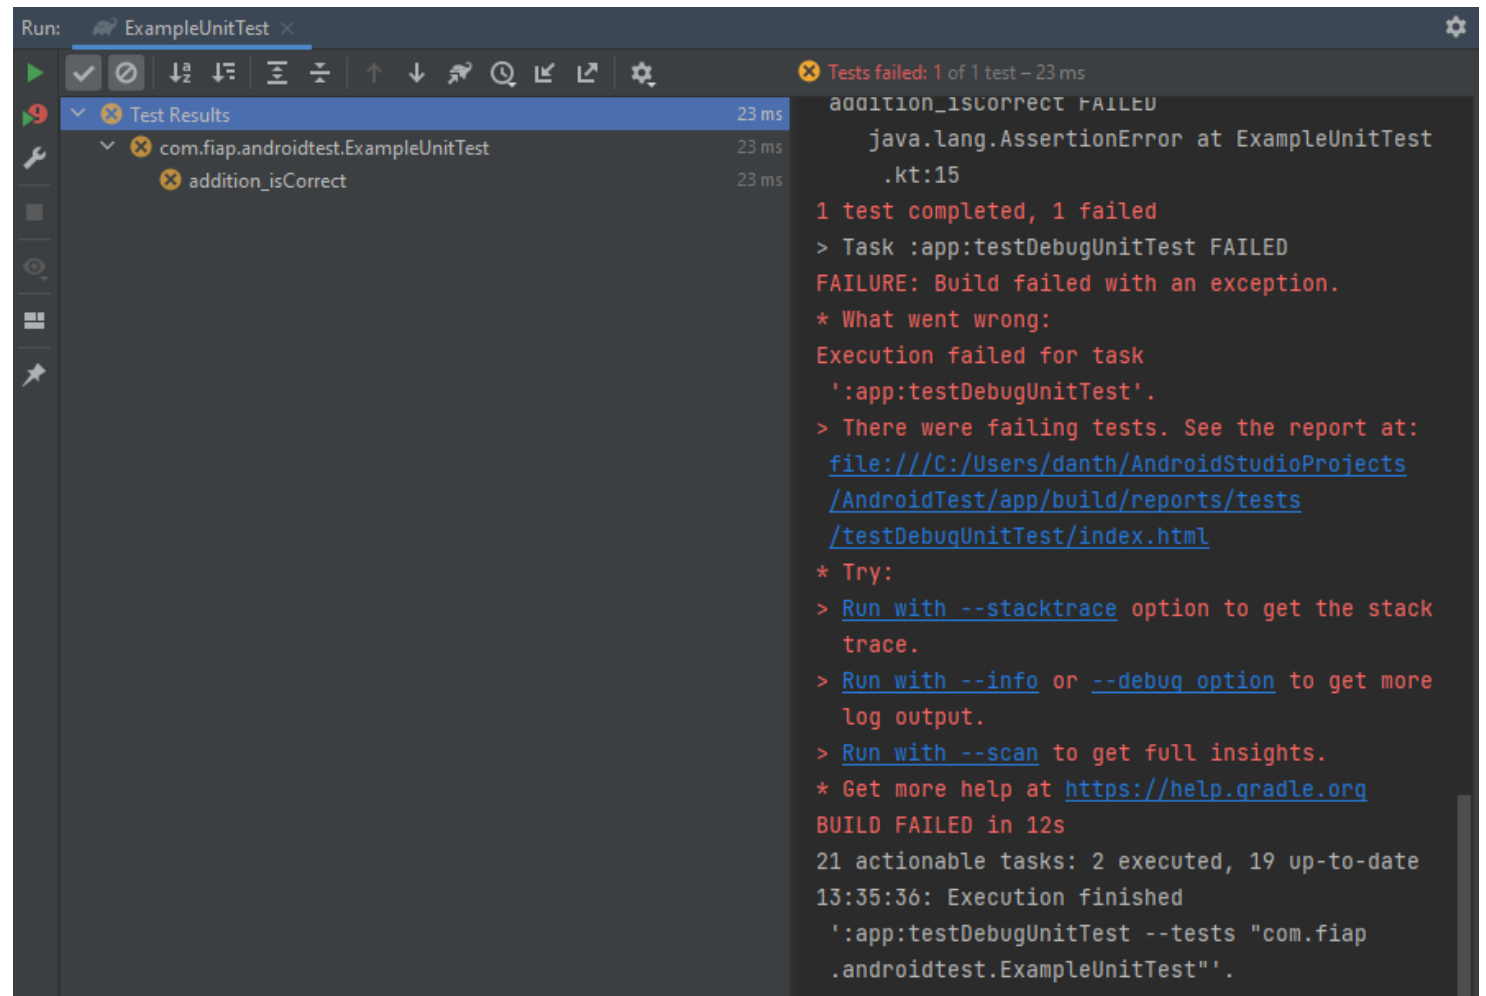 Run: ExampleUnitTest
Tests failed: 1 of 1 test – 23 ms
Test Results 23 ms
com.fiap.androidtest.ExampleUnitTest 23 ms
addition_isCorrect 23 ms
addition_isCorrect FAILED
java.lang.AssertionError at ExampleUnitTest
.kt:15
1 test completed, 1 failed
> Task :app:testDebugUnitTest FAILED
FAILURE: Build failed with an exception.
* What went wrong:
Execution failed for task
':app:testDebugUnitTest'.
> There were failing tests. See the report at:
file:///C:/Users/danth/AndroidStudioProjects
/AndroidTest/app/build/reports/tests
/testDebugUnitTest/index.html
* Try:
> Run with --stacktrace option to get the stack
trace.
> Run with --info or --debug option to get more
log output.
> Run with --scan to get full insights.
* Get more help at https://help.gradle.org
BUILD FAILED in 12s
21 actionable tasks: 2 executed, 19 up-to-date
13:35:36: Execution finished
':app:testDebugUnitTest --tests "com.fiap
.androidtest.ExampleUnitTest"'.